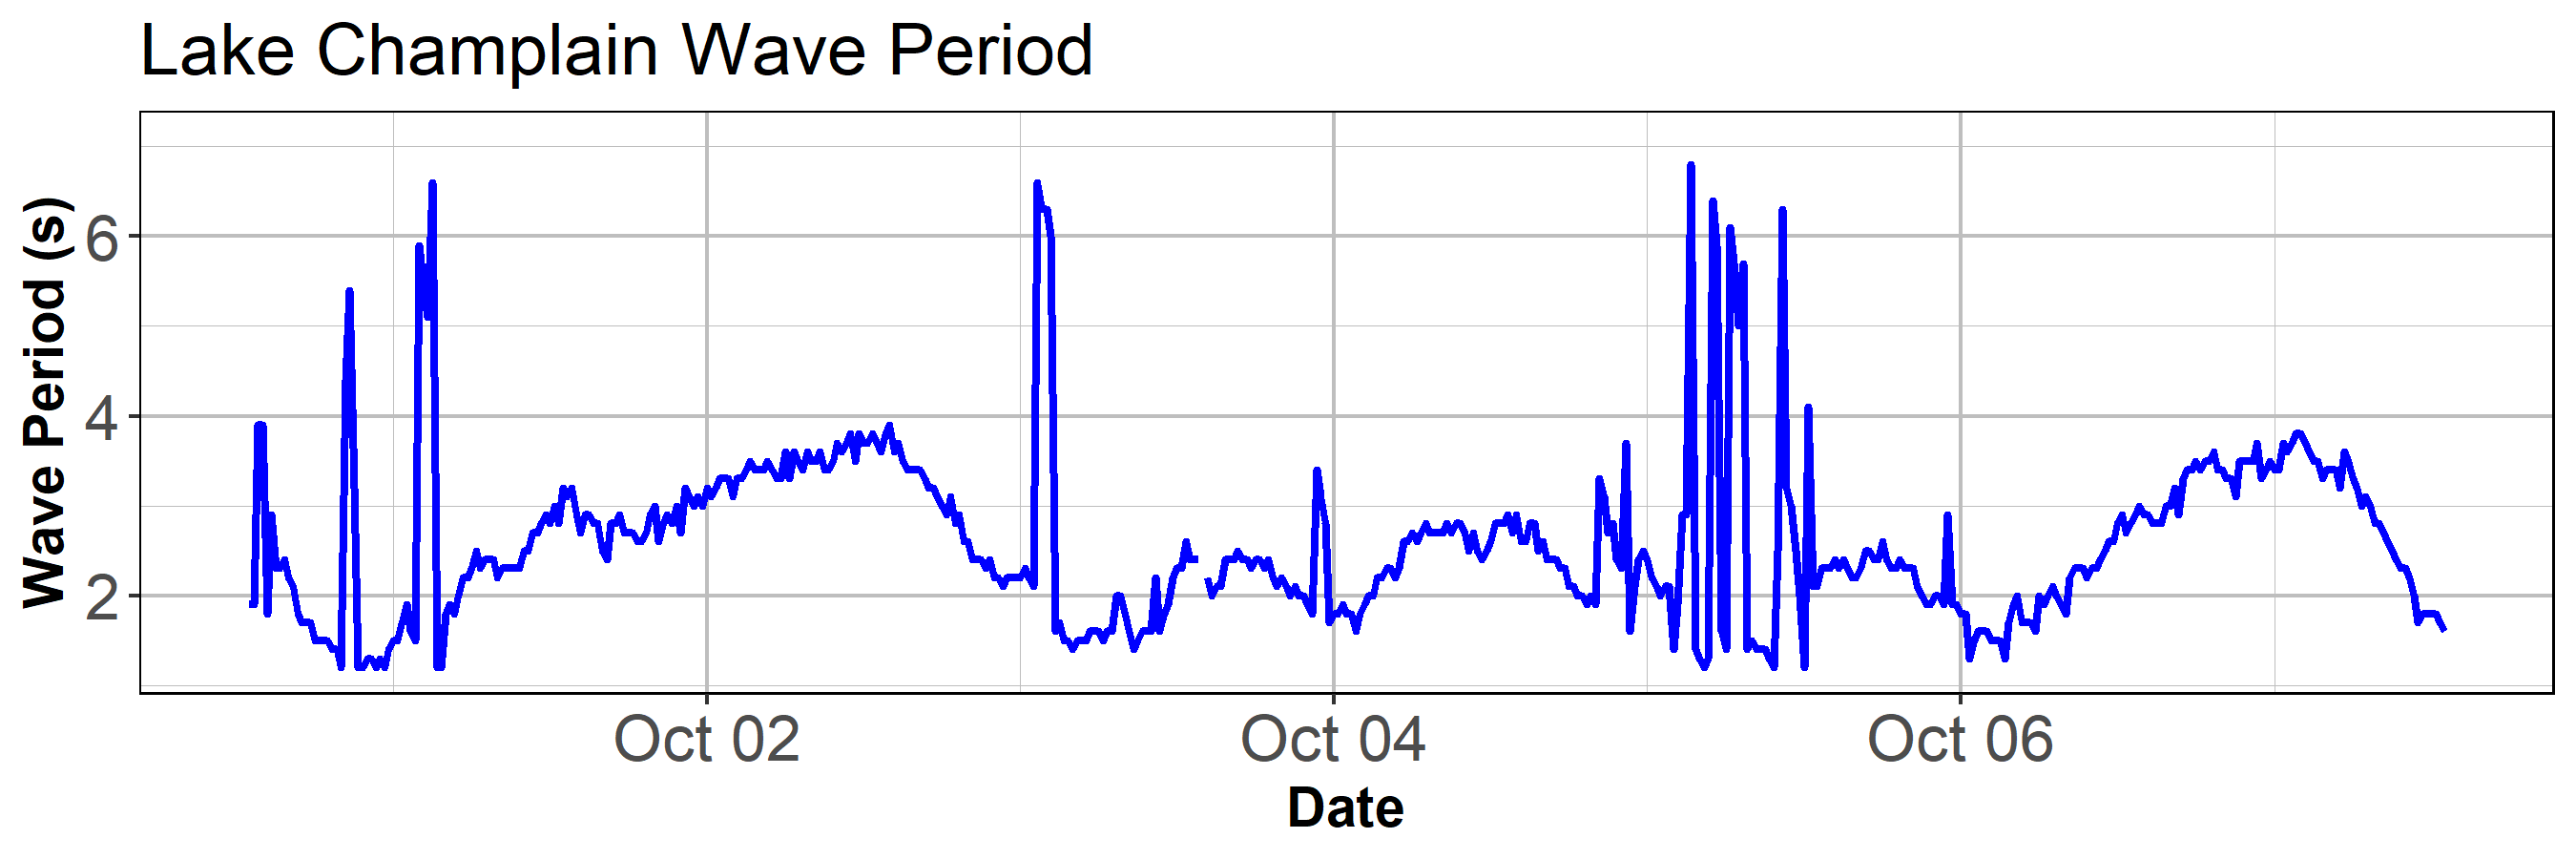 Lake Champlain Wave Period
Wave Period (s)
6
4
2
Oct 02
Oct 04
Oct 06
Date